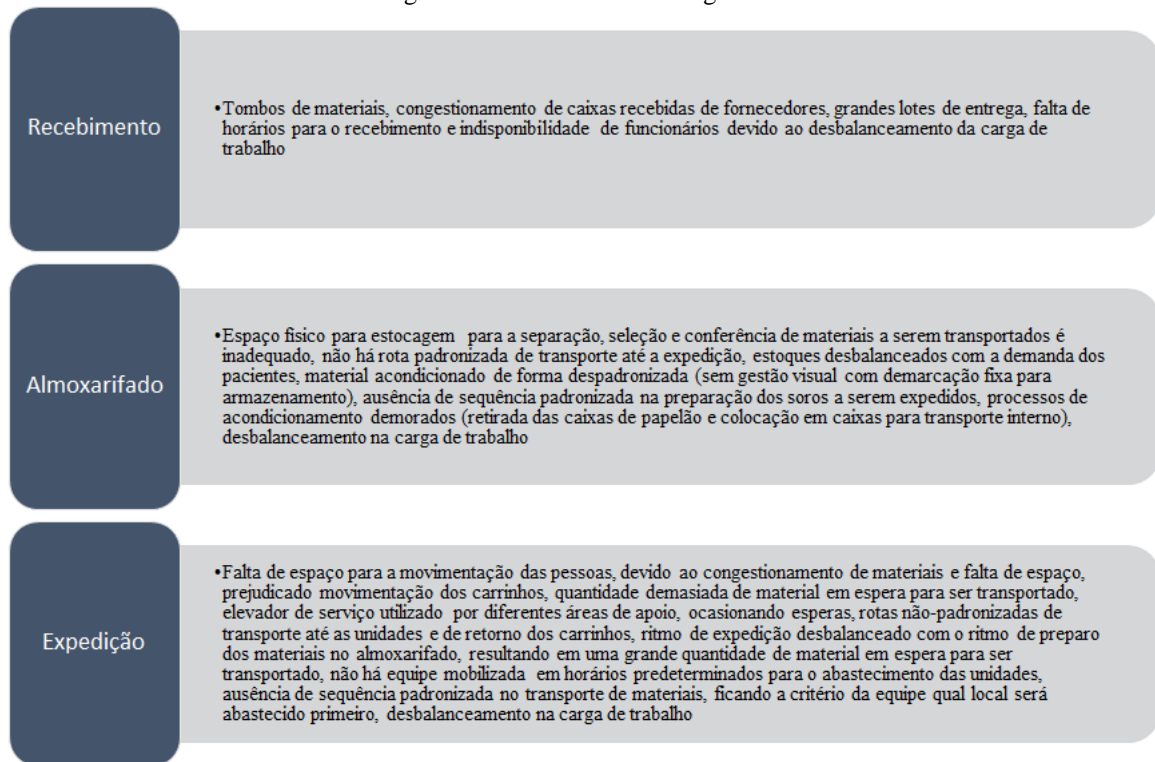 Recebimento
•Tombos de materiais, congestionamento de caixas recebidas de fornecedores, grandes lotes de entrega, falta de
horários para o recebimento e indisponibilidade de funcionários devido ao desbalanceamento da carga de
trabalho
Almoxarifado
•Espaço físico para estocagem para a separação, seleção e conferência de materiais a serem transportados é
inadequado, não há rota padronizada de transporte até a expedição, estoques desbalanceados com a demanda dos
pacientes, material acondicionado de forma despadronizada (sem gestão visual com demarcação fixa para
armazenamento), ausência de sequência padronizada na preparação dos soros a serem expedidos, processos de
acondicionamento demorados (retirada das caixas de papelão e colocação em caixas para transporte interno),
desbalanceamento na carga de trabalho
Expedição
•Falta de espaço para a movimentação das pessoas, devido ao congestionamento de materiais e falta de espaço,
prejudicado movimentação dos carrinhos, quantidade demasiada de material em espera para ser transportado,
elevador de serviço utilizado por diferentes áreas de apoio, ocasionando esperas, rotas não-padronizadas de
transporte até as unidades e de retorno dos carrinhos, ritmo de expedição desbalanceado com o ritmo de preparo
dos materiais no almoxarifado, resultando em uma grande quantidade de material em espera para ser
transportado, não há equipe mobilizada em horários predeterminados para o abastecimento das unidades,
ausência de sequência padronizada no transporte de materiais, ficando a critério da equipe qual local será
abastecido primeiro, desbalanceamento na carga de trabalho